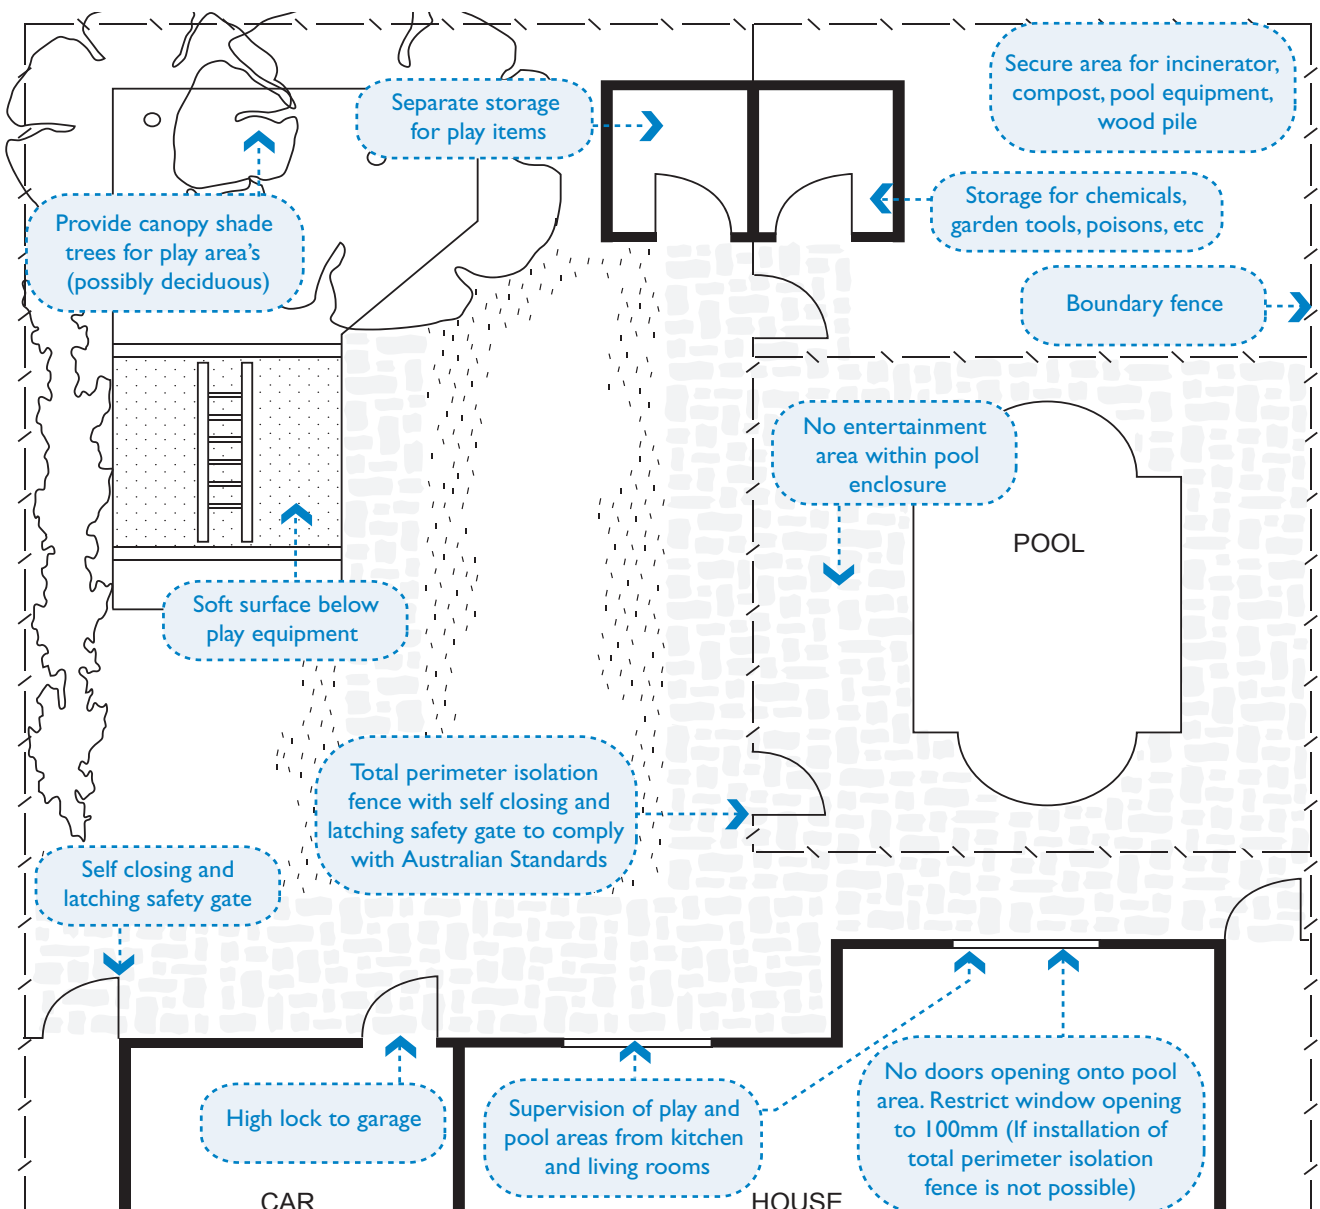 Secure area for incinerator,
compost, pool equipment,
wood pile
Separate storage
for play items
Storage for chemicals,
garden tools, poisons, etc
Provide canopy shade
trees for play area's
(possibly deciduous)
Boundary fence
No entertainment
area within pool
enclosure
POOL
Soft surface below
play equipment
Total perimeter isolation
fence with self closing and
latching safety gate to comply
with Australian Standards
Self closing and
latching safety gate
High lock to garage
Supervision of play and
pool areas from kitchen
and living rooms
No doors opening onto pool
area. Restrict window opening
to 100mm (If installation of
total perimeter isolation
fence is not possible)
CAR
HOUSE